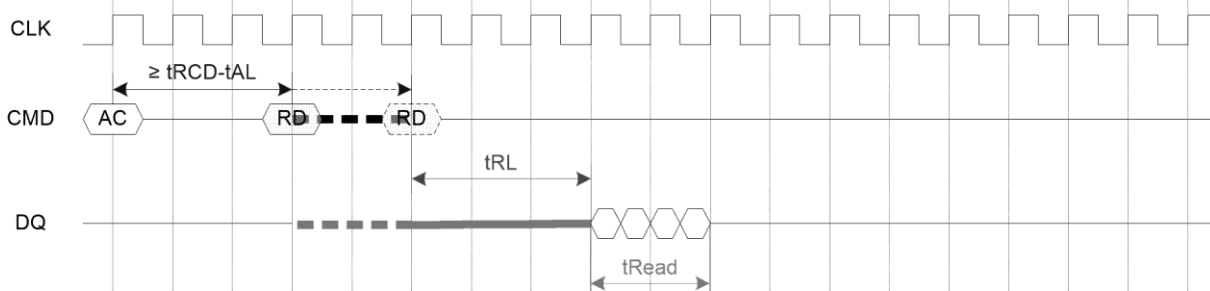 CLK
≥ tRCD-tAL
CMD AC RD RD
tRL
DQ
tRead